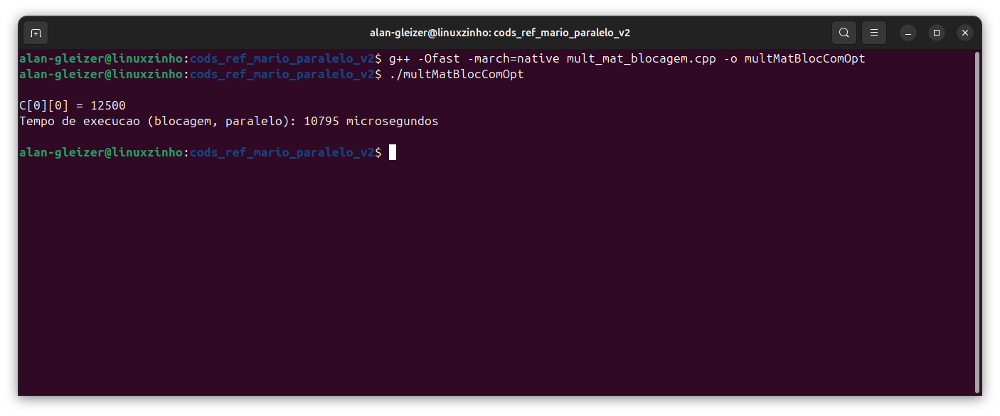 alan-gleizer@linuxzinho: cods_ref_mario_paralelo_v2
alan-gleizer@linuxzinho:cods_ref_mario_paralelo_v2$ g++ -Ofast -march=native mult_mat_blocagem.cpp -o multMatBlocComOpt
alan-gleizer@linuxzinho:cods_ref_mario_paralelo_v2$ ./multMatBlocComOpt
C[0][0] = 12500
Tempo de execucao (blocagem, paralelo): 10795 microsegundos
alan-gleizer@linuxzinho:cods_ref_mario_paralelo_v2$